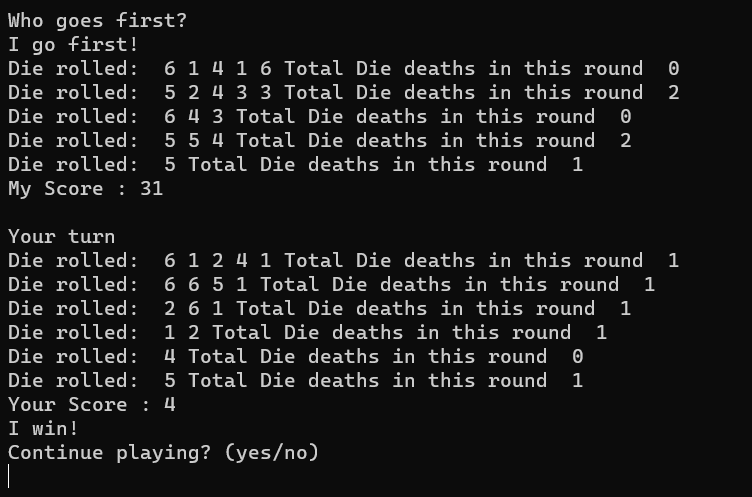 Who goes first?
I go first!
Die rolled:  6 1 4 1 6 Total Die deaths in this round  0
Die rolled:  5 2 4 3 3 Total Die deaths in this round  2
Die rolled:  6 4 3 Total Die deaths in this round  0
Die rolled:  5 5 4 Total Die deaths in this round  2
Die rolled:  5 Total Die deaths in this round  1
My Score : 31

Your turn
Die rolled:  6 1 2 4 1 Total Die deaths in this round  1
Die rolled:  6 6 5 1 Total Die deaths in this round  1
Die rolled:  2 6 1 Total Die deaths in this round  1
Die rolled:  1 2 Total Die deaths in this round  1
Die rolled:  4 Total Die deaths in this round  0
Die rolled:  5 Total Die deaths in this round  1
Your Score : 4
I win!
Continue playing? (yes/no)